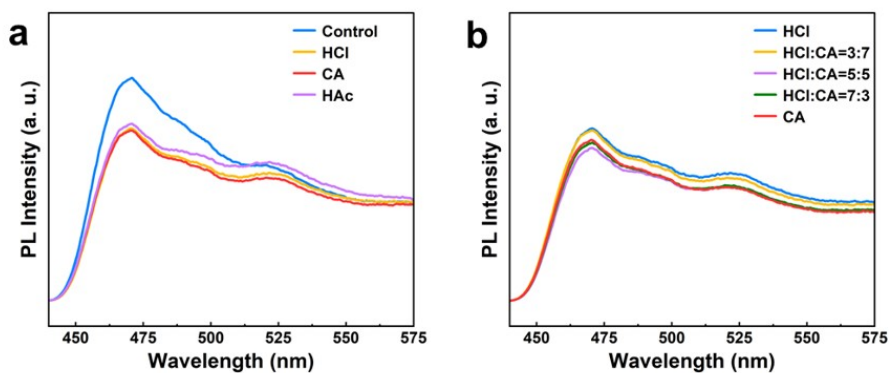 a
Control
HCl
CA
HAc
PL Intensity (a. u.)
450 475 500 525 550 575
Wavelength (nm)
b
HCl
HCl:CA=3:7
HCl:CA=5:5
HCl:CA=7:3
CA
PL Intensity (a. u.)
450 475 500 525 550 575
Wavelength (nm)